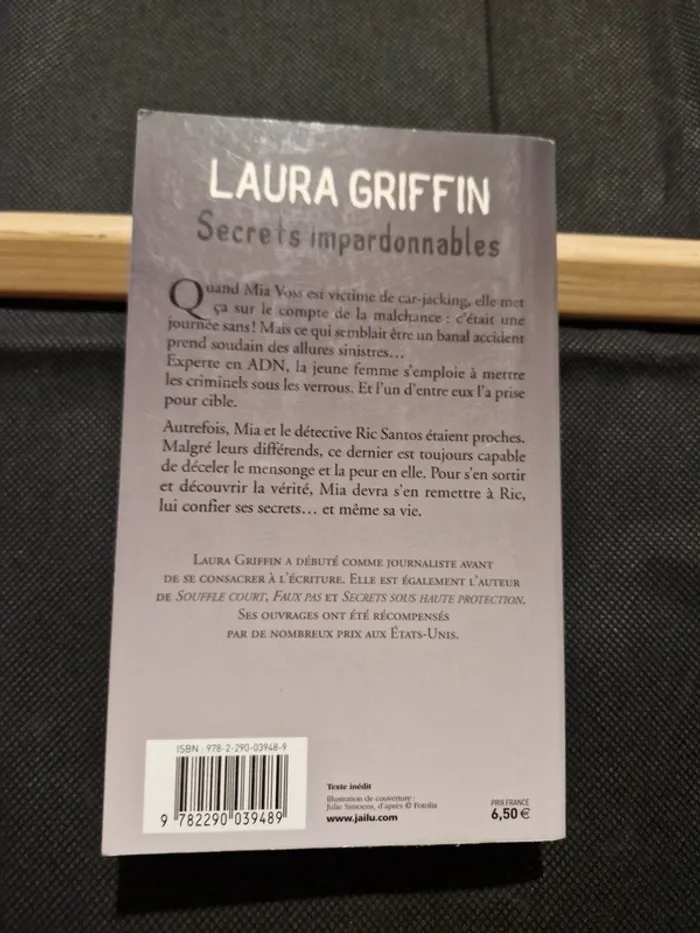 LAURA GRIFFIN
Secrets impardonnables
Quand Mia Voss est victime de car-jacking, elle met
ça sur le compte de la malchance : c'était une
journée sans ! Mais ce qui semblait être un banal accident
prend soudain des allures sinistres…
Experte en ADN, la jeune femme s'emploie à mettre
les criminels sous les verrous. Et l'un d'entre eux l'a prise
pour cible.
Autrefois, Mia et le détective Ric Santos étaient proches.
Malgré leurs différends, ce dernier est toujours capable
de déceler le mensonge et la peur en elle. Pour s'en sortir
et découvrir la vérité, Mia devra s'en remettre à Ric,
lui confier ses secrets… et même sa vie.
LAURA GRIFFIN A DÉBUTÉ COMME JOURNALISTE AVANT
DE SE CONSACRER À L'ÉCRITURE. ELLE EST ÉGALEMENT L'AUTEUR
DE SOUFFLE COURT, FAUX PAS ET SECRETS SOUS HAUTE PROTECTION.
SES OUVRAGES ONT ÉTÉ RÉCOMPENSÉS
PAR DE NOMBREUX PRIX AUX ÉTATS-UNIS.
ISBN : 978-2-290-03948-9
9 782290 039489
Texte inédit
Illustration de couverture :
Julie Simoens, d'après © Fotolia
www.jailu.com
PRIX FRANCE
6,50 €